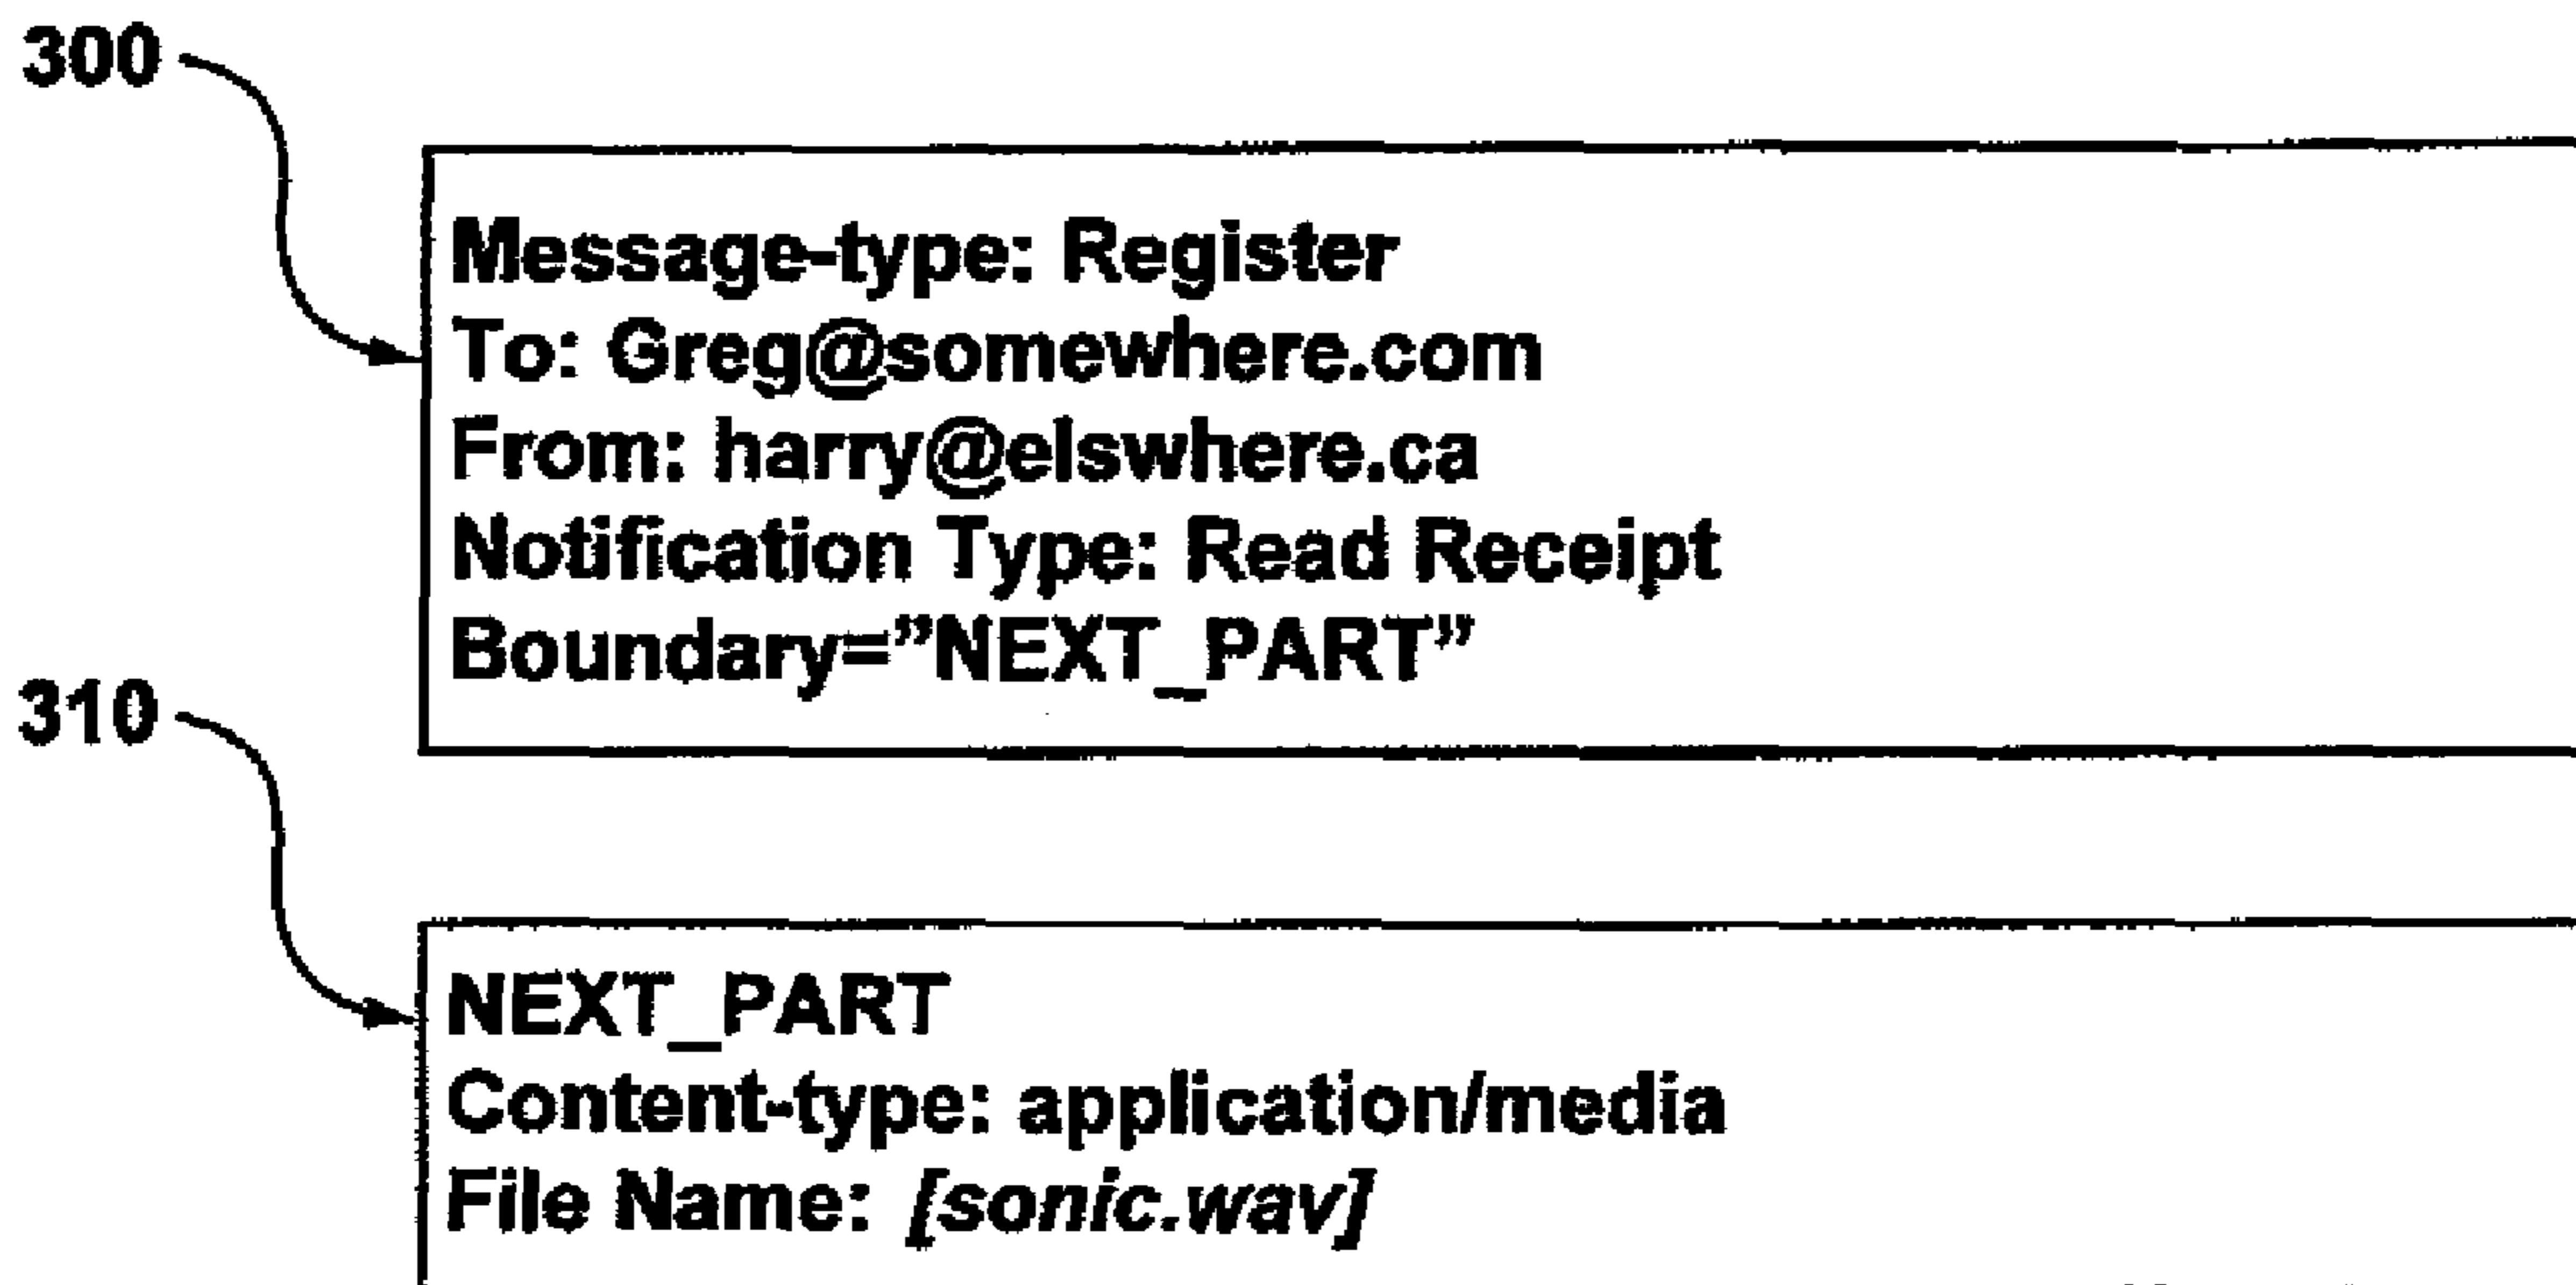 300
Message-type: Register
To: Greg@somewhere.com
From: harry@elswhere.ca
Notification Type: Read Receipt
Boundary=”NEXT_PART”
310
NEXT_PART
Content-type: application/media
File Name: [sonic.wav]